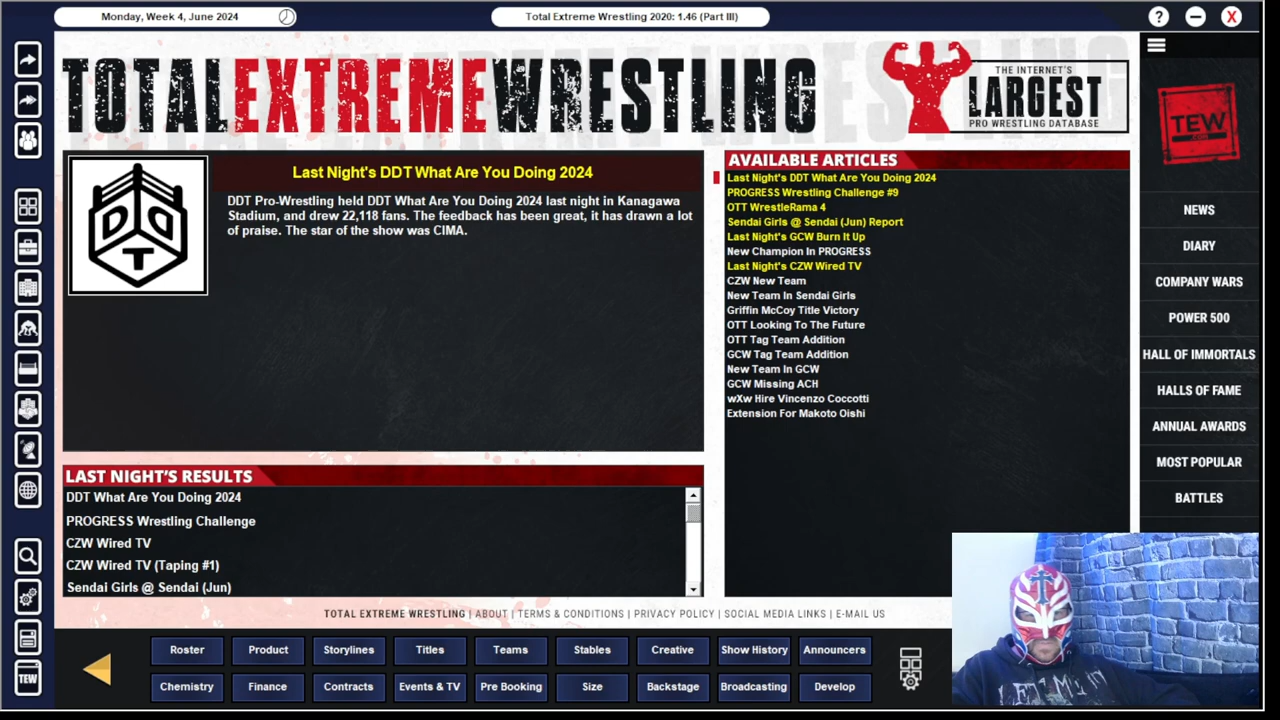 Monday, Week 4, June 2024
Total Extreme Wrestling 2020: 1.46 (Part III)
?
X
TOTALEXTREMEWRESTLING
THE INTERNET'S
LARGEST
PRO WRESTLING DATABASE
Last Night's DDT What Are You Doing 2024
DDT Pro-Wrestling held DDT What Are You Doing 2024 last night in Kanagawa
Stadium, and drew 22,118 fans. The feedback has been great, it has drawn a lot
of praise. The star of the show was CIMA.
DDT
AVAILABLE ARTICLES
Last Night's DDT What Are You Doing 2024
PROGRESS Wrestling Challenge #9
OTT WrestleRama 4
Sendai Girls @ Sendai (Jun) Report
Last Night's GCW Burn It Up
New Champion In PROGRESS
Last Night's CZW Wired TV
CZW New Team
New Team In Sendai Girls
Griffin McCoy Title Victory
OTT Looking To The Future
OTT Tag Team Addition
GCW Tag Team Addition
New Team In GCW
GCW Missing ACH
wXw Hire Vincenzo Coccotti
Extension For Makoto Oishi
TEW
NEWS
DIARY
COMPANY WARS
POWER 500
HALL OF IMMORTALS
HALLS OF FAME
ANNUAL AWARDS
MOST POPULAR
BATTLES
LAST NIGHT'S RESULTS
DDT What Are You Doing 2024
PROGRESS Wrestling Challenge
CZW Wired TV
CZW Wired TV (Taping #1)
Sendai Girls @ Sendai (Jun)
TOTAL EXTREME WRESTLING | ABOUT | TERMS & CONDITIONS | PRIVACY POLICY | SOCIAL MEDIA LINKS | E-MAIL US
Roster
Product
Storylines
Titles
Teams
Stables
Creative
Show History
Announcers
Chemistry
Finance
Contracts
Events & TV
Pre Booking
Size
Backstage
Broadcasting
Develop
TEW